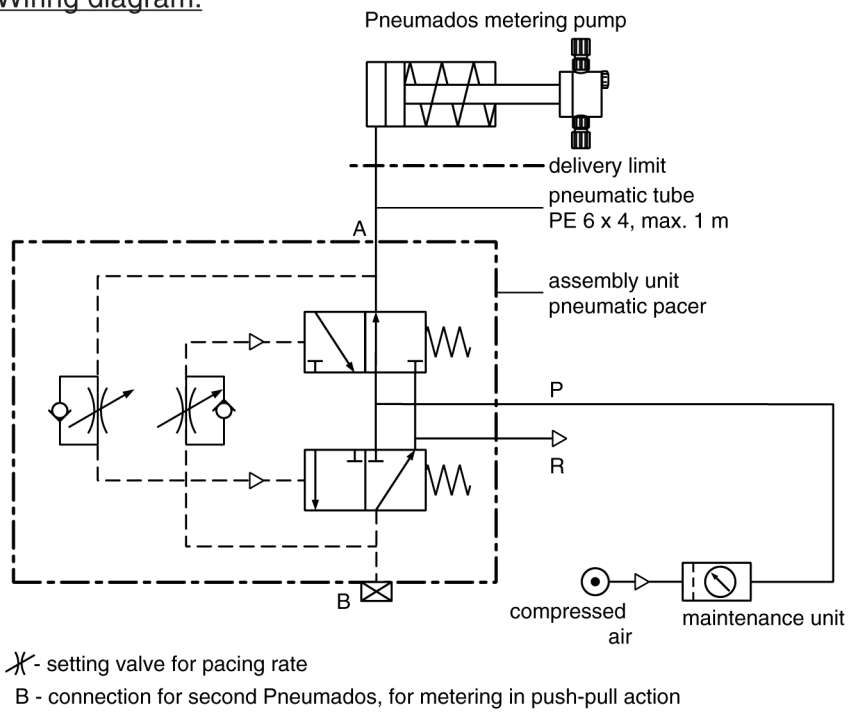 Wiring diagram:
Pneumados metering pump
delivery limit
pneumatic tube
PE 6 x 4, max. 1 m
A
assembly unit
pneumatic pacer
P
R
B
compressed
air
maintenance unit
- setting valve for pacing rate
B - connection for second Pneumados, for metering in push-pull action